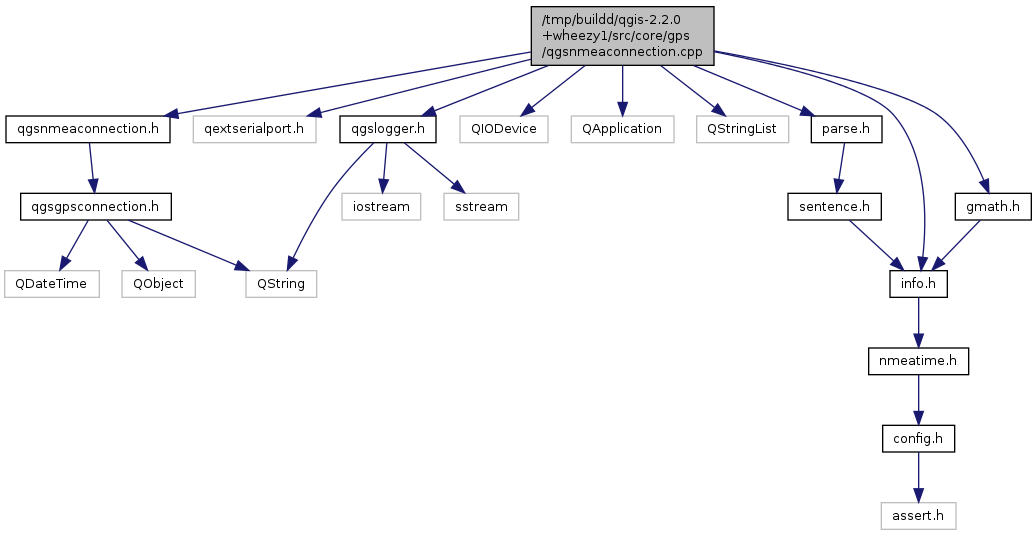 /tmp/buildd/qgis-2.2.0
+wheezy1/src/core/gps
/qgsnmeaconnection.cpp
qgsnmeaconnection.h
qextserialport.h
qgslogger.h
QIODevice
QApplication
QStringList
parse.h
qgsgpsconnection.h
iostream
sstream
sentence.h
gmath.h
QDateTime
QObject
QString
info.h
nmeatime.h
config.h
assert.h